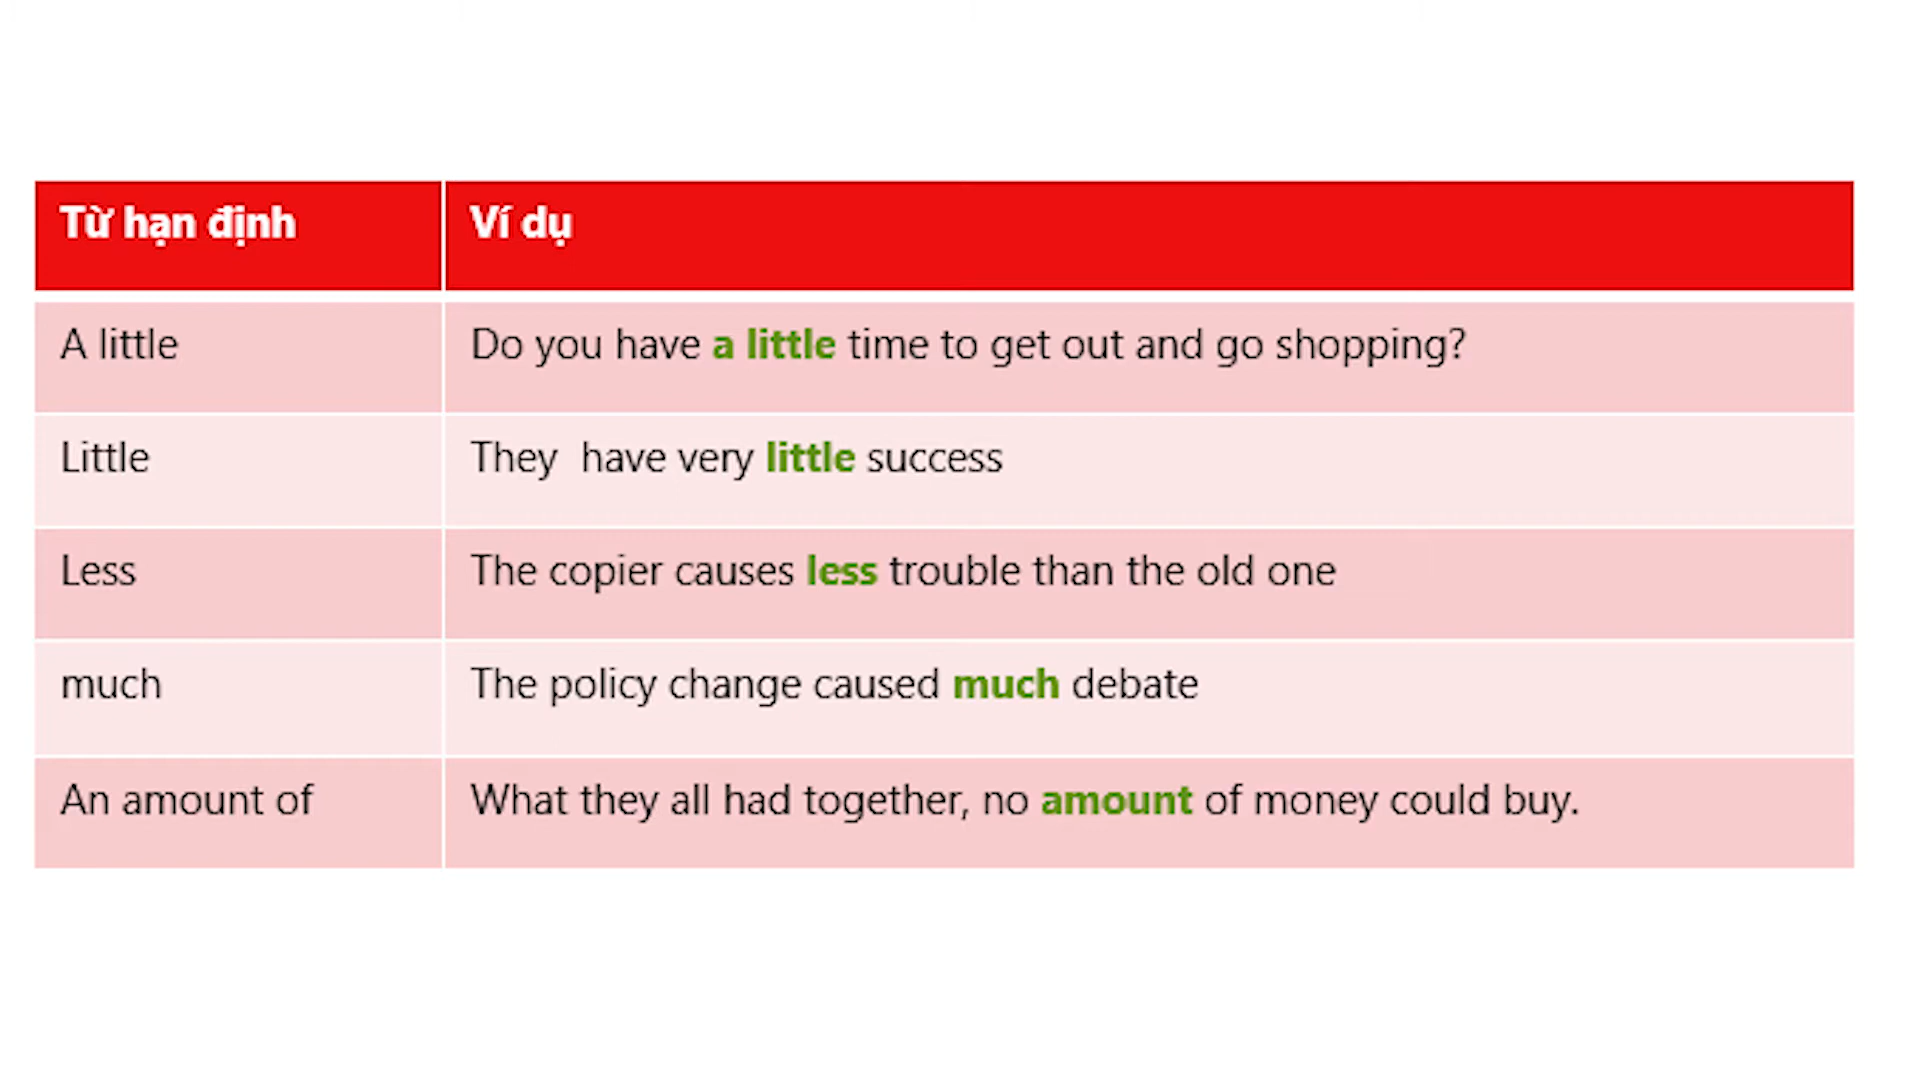 Từ hạn định
Ví dụ
A little
Do you have a little time to get out and go shopping?
Little
They  have very little success
Less
The copier causes less trouble than the old one
much
The policy change caused much debate
An amount of
What they all had together, no amount of money could buy.